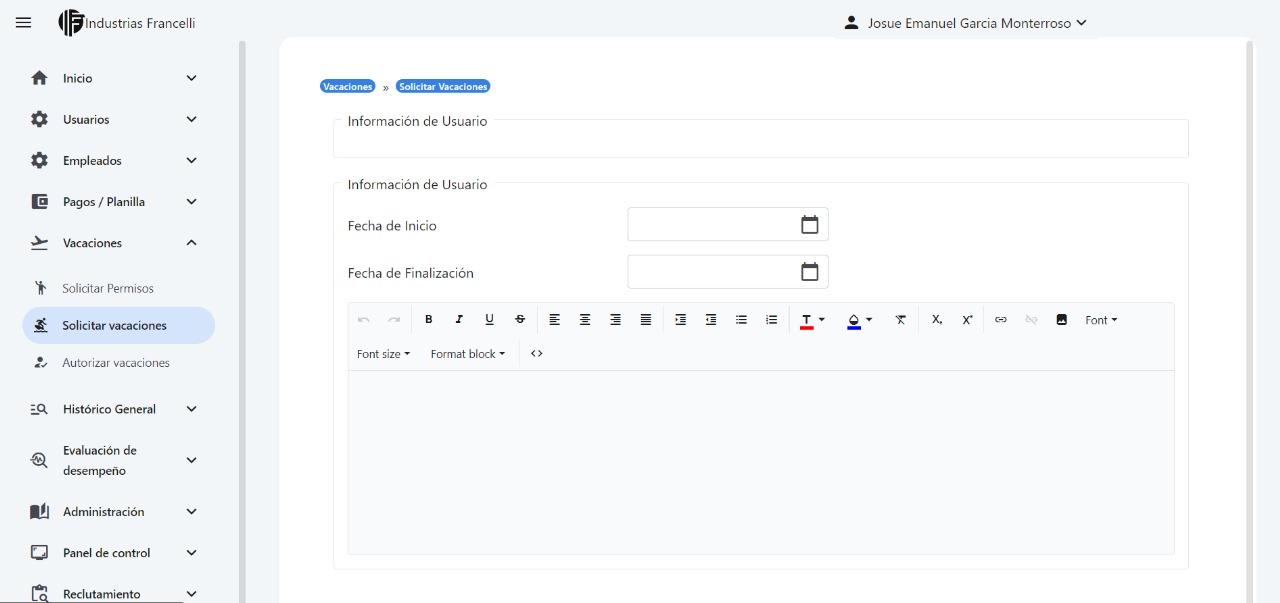 Industrias Francelli
Josue Emanuel Garcia Monterroso
Inicio
Usuarios
Empleados
Pagos / Planilla
Vacaciones
Solicitar Permisos
Solicitar vacaciones
Autorizar vacaciones
Histórico General
Evaluación de
desempeño
Administración
Panel de control
Reclutamiento
Vacaciones » Solicitar Vacaciones
Información de Usuario
Información de Usuario
Fecha de Inicio
Fecha de Finalización
Font
Font size
Format block